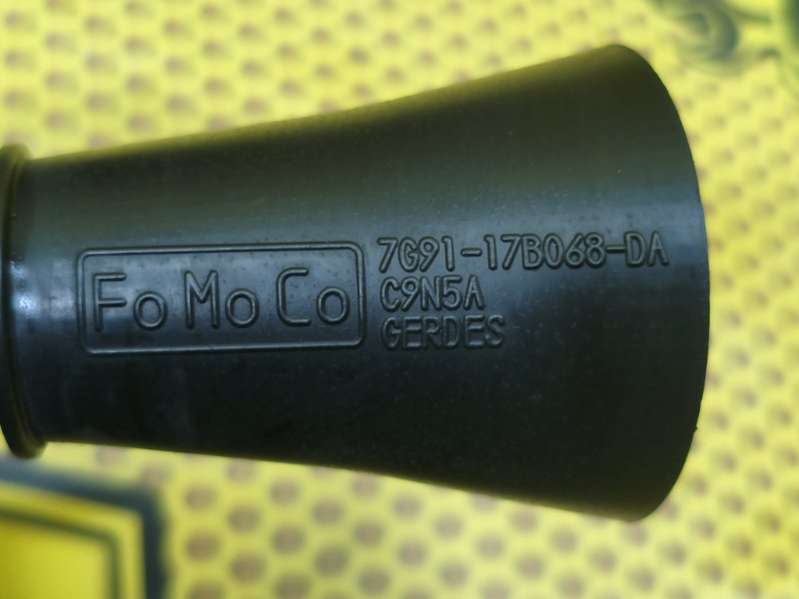 FoMoCo
7G91-17B068-DA
C9N5A
GERDES